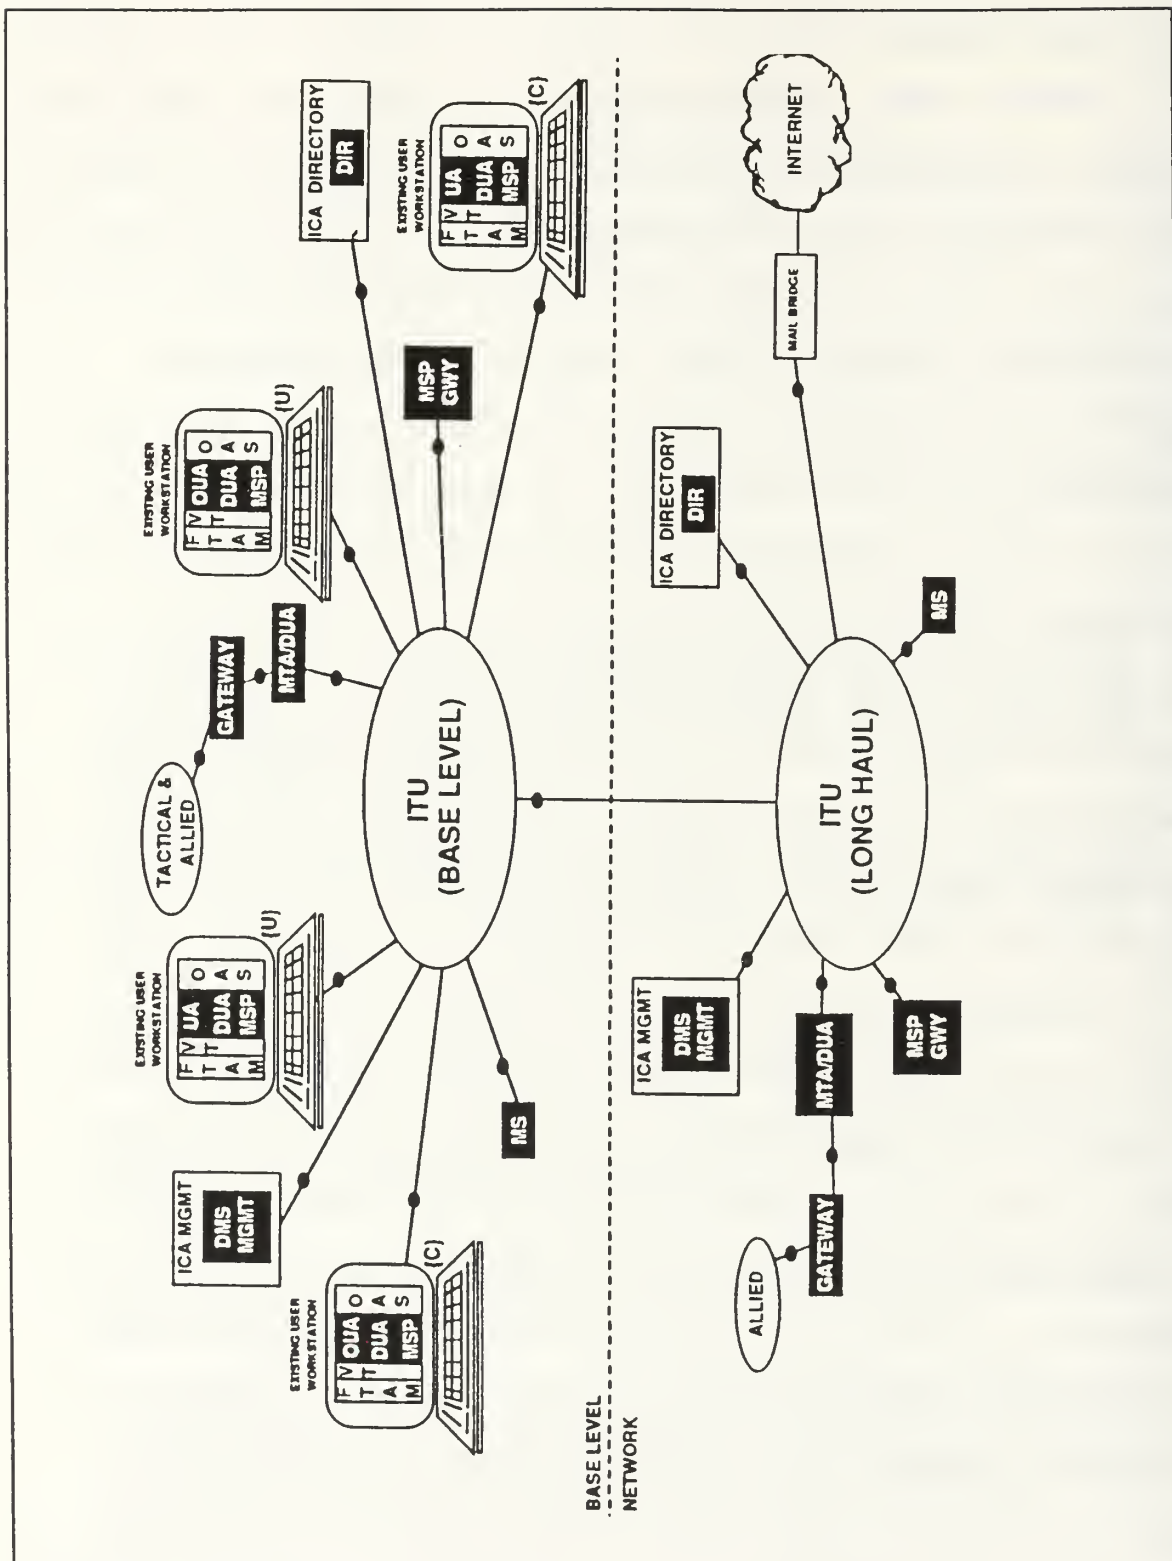 EXISTING USER
WORKSTATION
F V OUA O
T T DUA A
A
M MSP S
(C)
ICA MGMT
DMS
MGMT
EXISTING USER
WORKSTATION
F V UA O
T T DUA A
A
M MSP S
(U)
TACTICAL &
ALLIED
GATEWAY
MTA/DUA
EXISTING USER
WORKSTATION
F V OUA O
T T DUA A
A
M MSP S
(U)
ICA DIRECTORY
DIR
EXISTING USER
WORKSTATION
F V UA O
T T DUA A
A
M MSP S
(C)
MSP
GWY
MS
ITU
(BASE LEVEL)
BASE LEVEL
NETWORK
ICA MGMT
DMS
MGMT
ICA DIRECTORY
DIR
INTERNET
MAIL BRIDGE
ALLIED
GATEWAY
MTA/DUA
MSP
GWY
ITU
(LONG HAUL)
MS